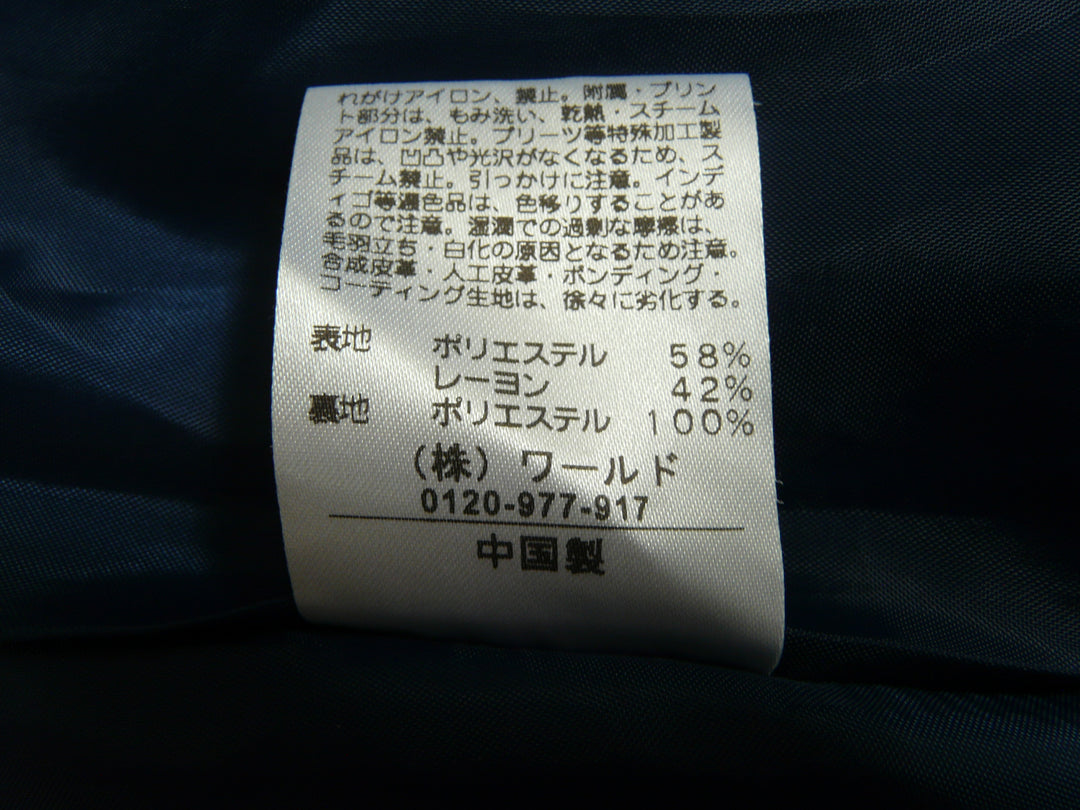 れがけアイロン、禁止。附属・プリン
ト部分は、もみ洗い、乾熱・スチーム
アイロン禁止。プリーツ等特殊加工製
品は、凹凸や光沢がなくなるため、ス
チーム禁止。引っかけに注意。インデ
ィゴ等濃色品は、色移りすることがあ
るので注意。湿潤での過剰な摩擦は、
毛羽立ち・白化の原因となるため注意。
合成皮革・人工皮革・ボンディング・
コーティング生地は、徐々に劣化する。
表地 ポリエステル 58%
レーヨン 42%
裏地 ポリエステル 100%
（株）ワールド
0120-977-917
中国製